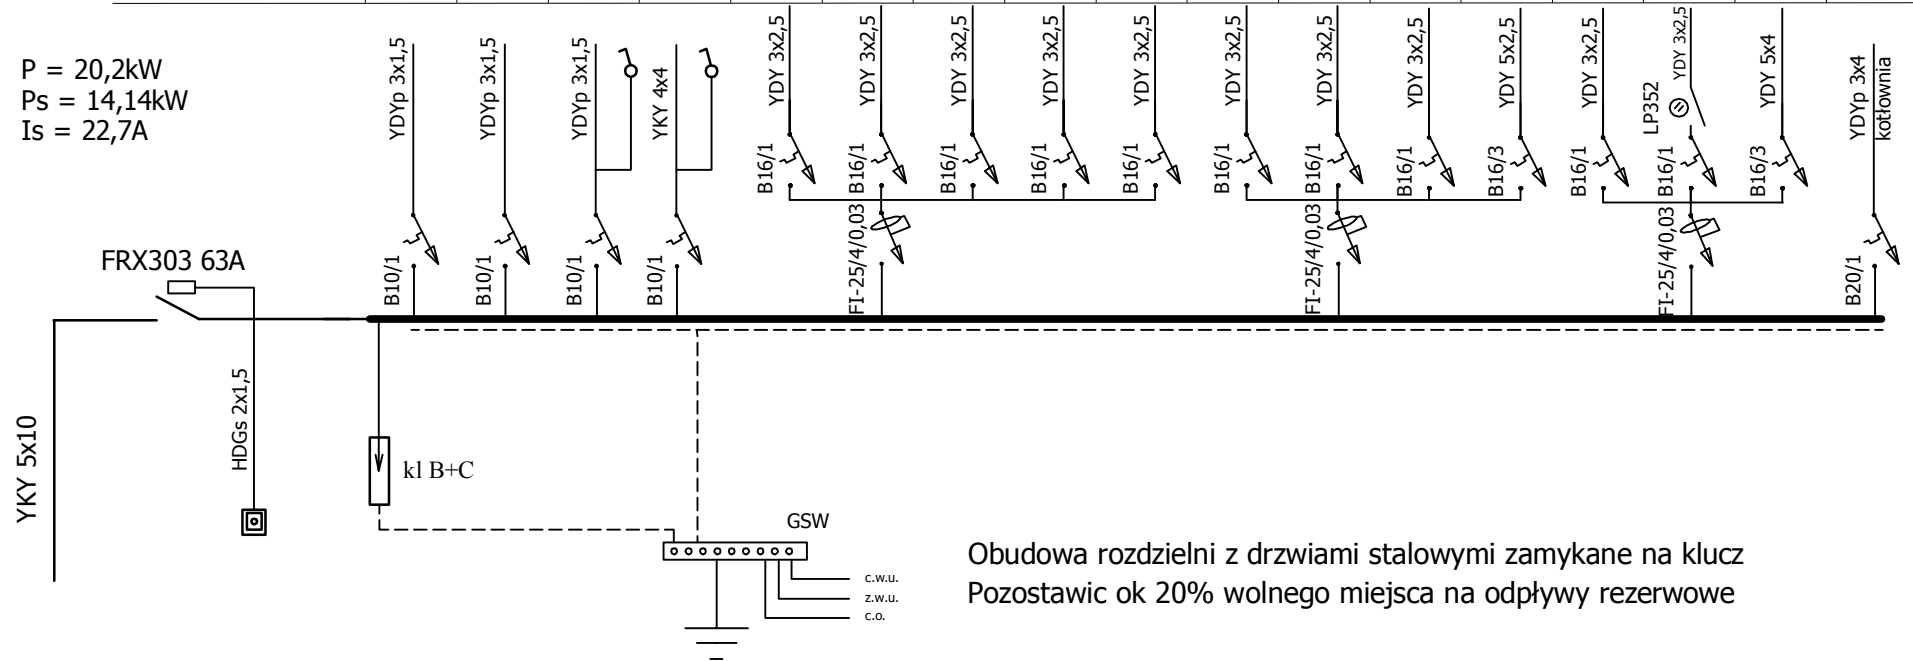 P = 20,2kW
Ps = 14,14kW
Is = 22,7A
YDYp 3x1,5
YDYp 3x1,5
YDYp 3x1,5
YKY 4x4
YDY 3x2,5
YDY 3x2,5
YDY 3x2,5
YDY 3x2,5
YDY 3x2,5
YDY 3x2,5
YDY 3x2,5
YDY 3x2,5
YDY 5x2,5
YDY 3x2,5
LP352
YDY 3x2,5
YDY 5x4
YDYp 3x4
kotłownia
B16/1
B16/1
B16/1
B16/1
B16/1
B16/1
B16/1
B16/1
B16/3
B16/1
B16/1
B16/3
FRX303 63A
B10/1
B10/1
B10/1
B10/1
FI-25/4/0,03
FI-25/4/0,03
FI-25/4/0,03
B20/1
YKY 5x10
HDGs 2x1,5
kl B+C
GSW
c.w.u.
z.w.u.
c.o.
Obudowa rozdzielni z drzwiami stalowymi zamykane na klucz
Pozostawic ok 20% wolnego miejsca na odpływy rezerwowe